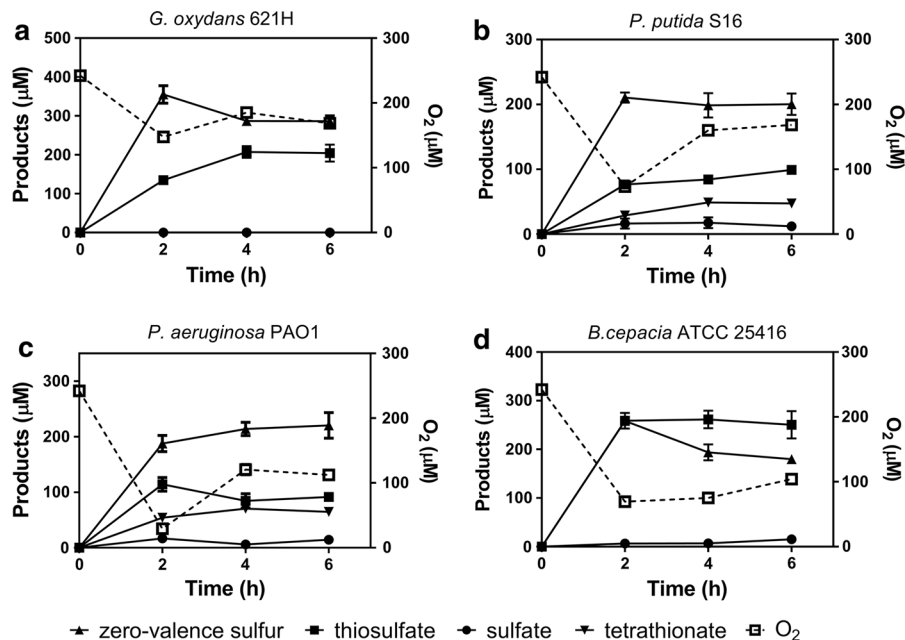 a
G. oxydans 621H
500
400
300
200
100
0
300
200
100
0
0 2 4 6
Products (μM)
O2 (μM)
Time (h)
b
P. putida S16
300
200
100
0
300
200
100
0
0 2 4 6
Products (μM)
O2 (μM)
Time (h)
c
P. aeruginosa PAO1
300
200
100
0
300
200
100
0
0 2 4 6
Products (μM)
O2 (μM)
Time (h)
d
B.cepacia ATCC 25416
400
300
200
100
0
300
200
100
0
0 2 4 6
Products (μM)
O2 (μM)
Time (h)
zero-valence sulfur thiosulfate sulfate tetrathionate O2